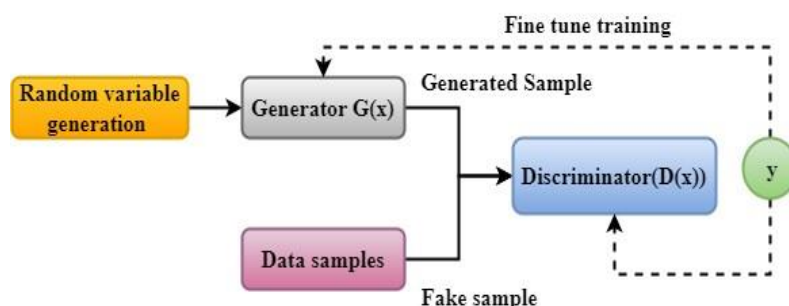 Fine tune training
Random variable
generation
Generator G(x)
Generated Sample
Discriminator(D(x))
y
Data samples
Fake sample